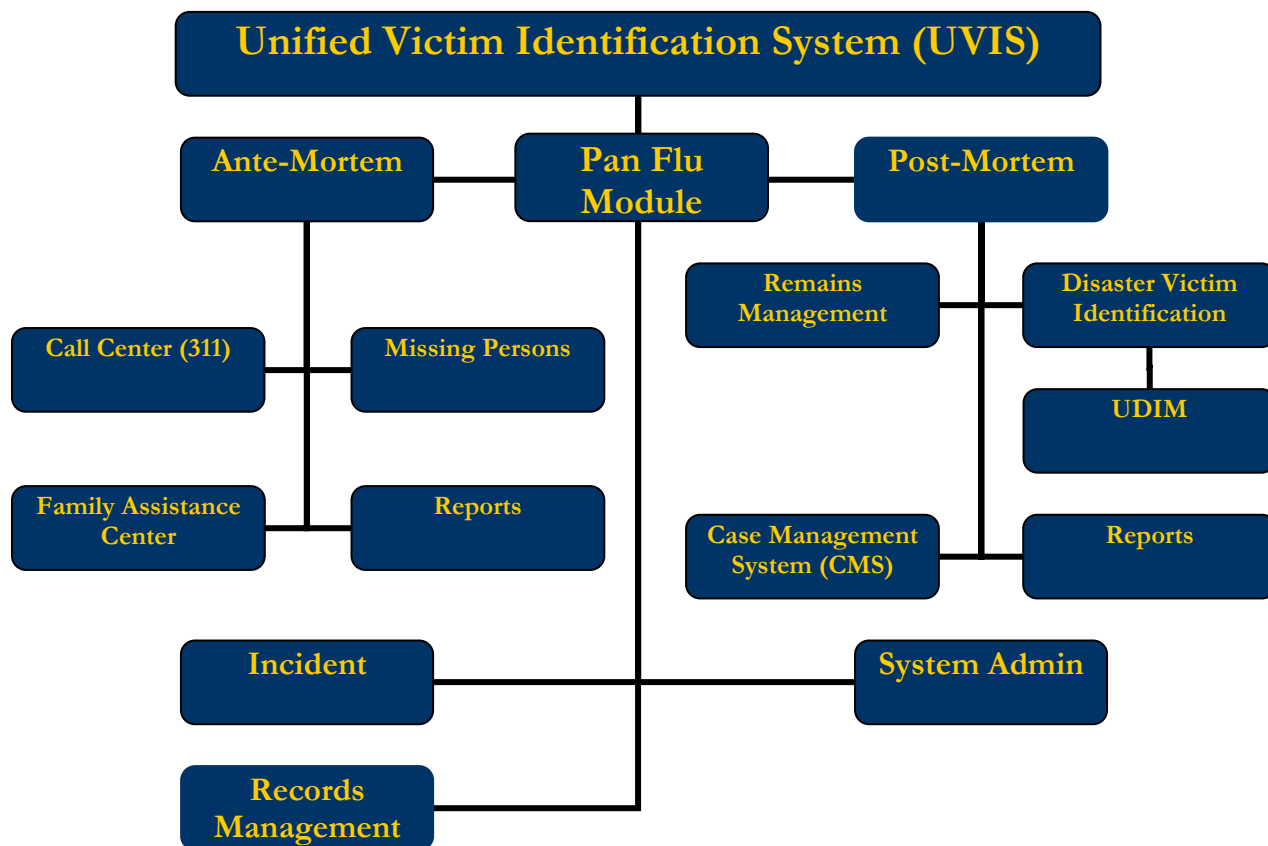 Unified Victim Identification System (UVIS)
Ante-Mortem
Pan Flu
Module
Post-Mortem
Remains
Management
Disaster Victim
Identification
Call Center (311)
Missing Persons
UDIM
Family Assistance
Center
Reports
Case Management
System (CMS)
Reports
Incident
System Admin
Records
Management